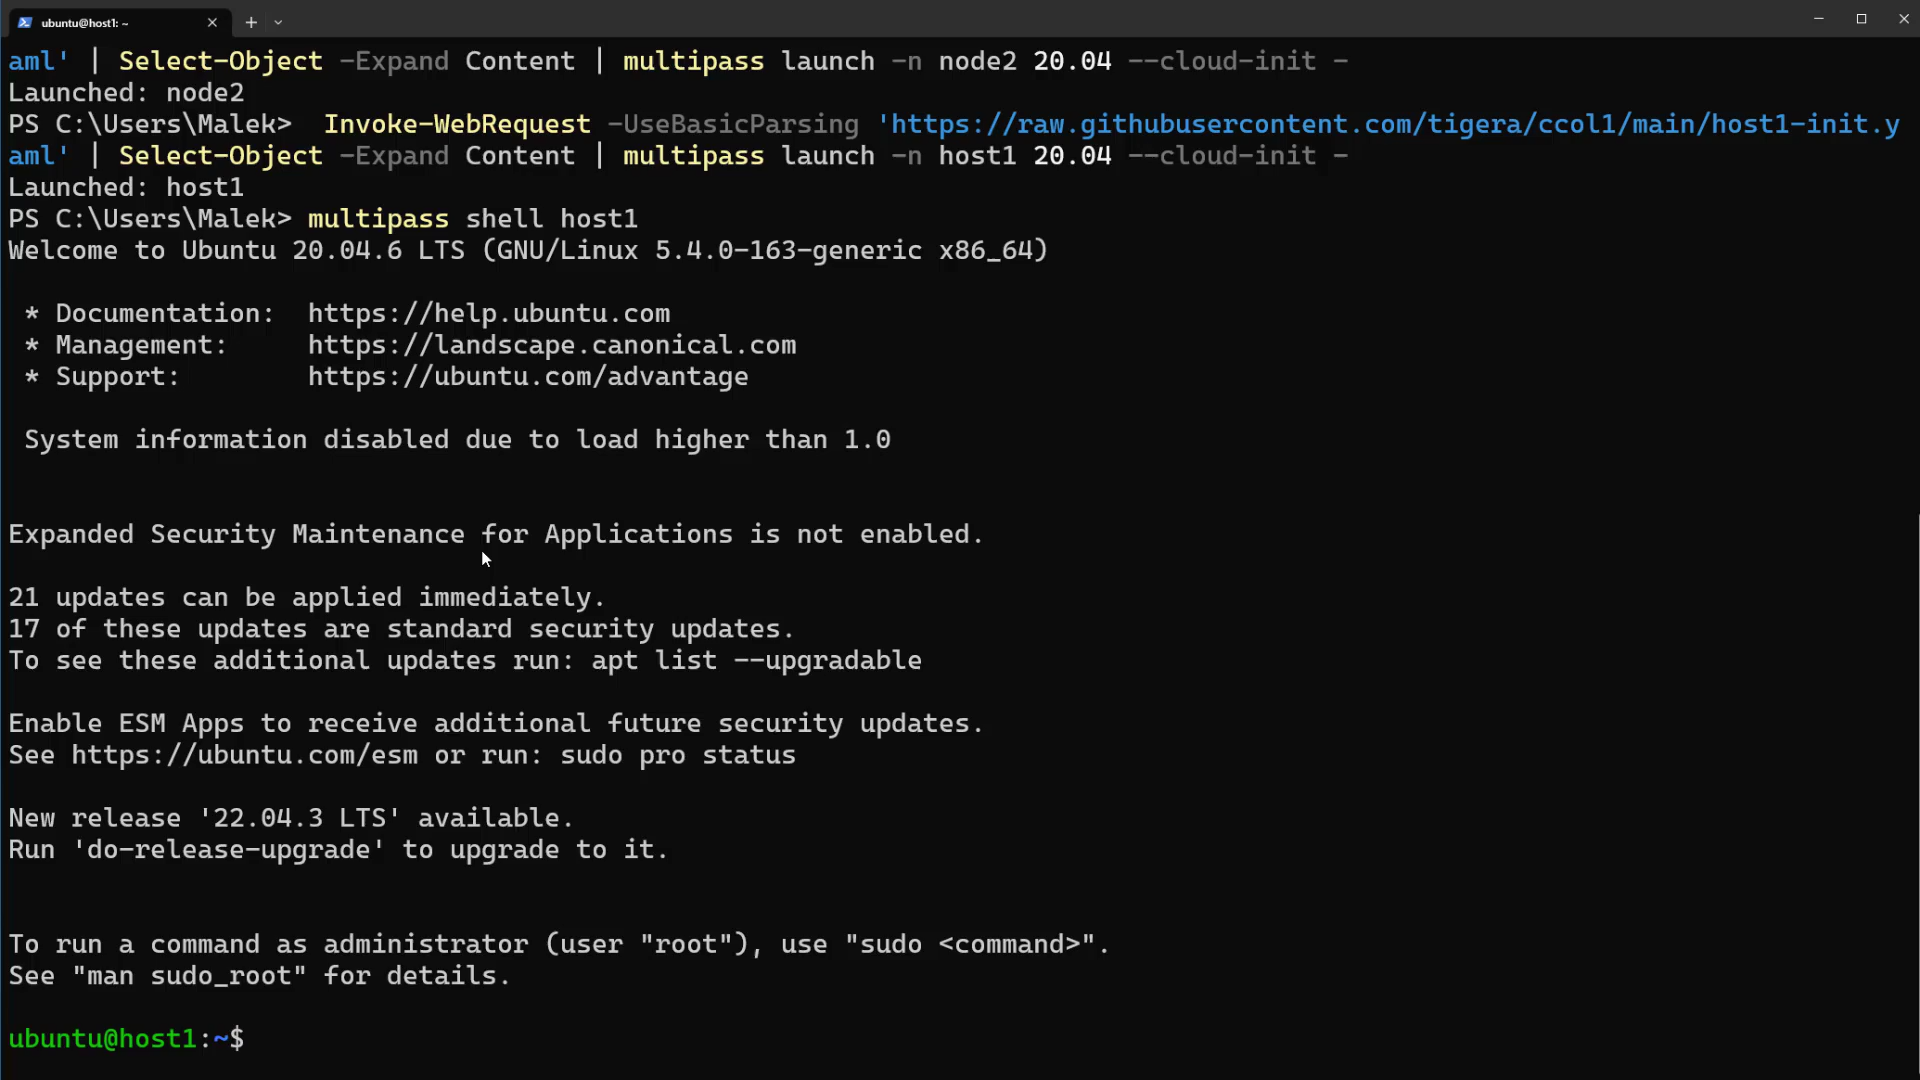 ubuntu@host1: ~
aml' | Select-Object -Expand Content | multipass launch -n node2 20.04 --cloud-init -
Launched: node2
PS C:\Users\Malek>  Invoke-WebRequest -UseBasicParsing 'https://raw.githubusercontent.com/tigera/ccol1/main/host1-init.y
aml' | Select-Object -Expand Content | multipass launch -n host1 20.04 --cloud-init -
Launched: host1
PS C:\Users\Malek> multipass shell host1
Welcome to Ubuntu 20.04.6 LTS (GNU/Linux 5.4.0-163-generic x86_64)
* Documentation:  https://help.ubuntu.com
* Management:     https://landscape.canonical.com
* Support:        https://ubuntu.com/advantage
System information disabled due to load higher than 1.0
Expanded Security Maintenance for Applications is not enabled.
21 updates can be applied immediately.
17 of these updates are standard security updates.
To see these additional updates run: apt list --upgradable
Enable ESM Apps to receive additional future security updates.
See https://ubuntu.com/esm or run: sudo pro status
New release '22.04.3 LTS' available.
Run 'do-release-upgrade' to upgrade to it.
To run a command as administrator (user "root"), use "sudo <command>".
See "man sudo_root" for details.
ubuntu@host1:~$